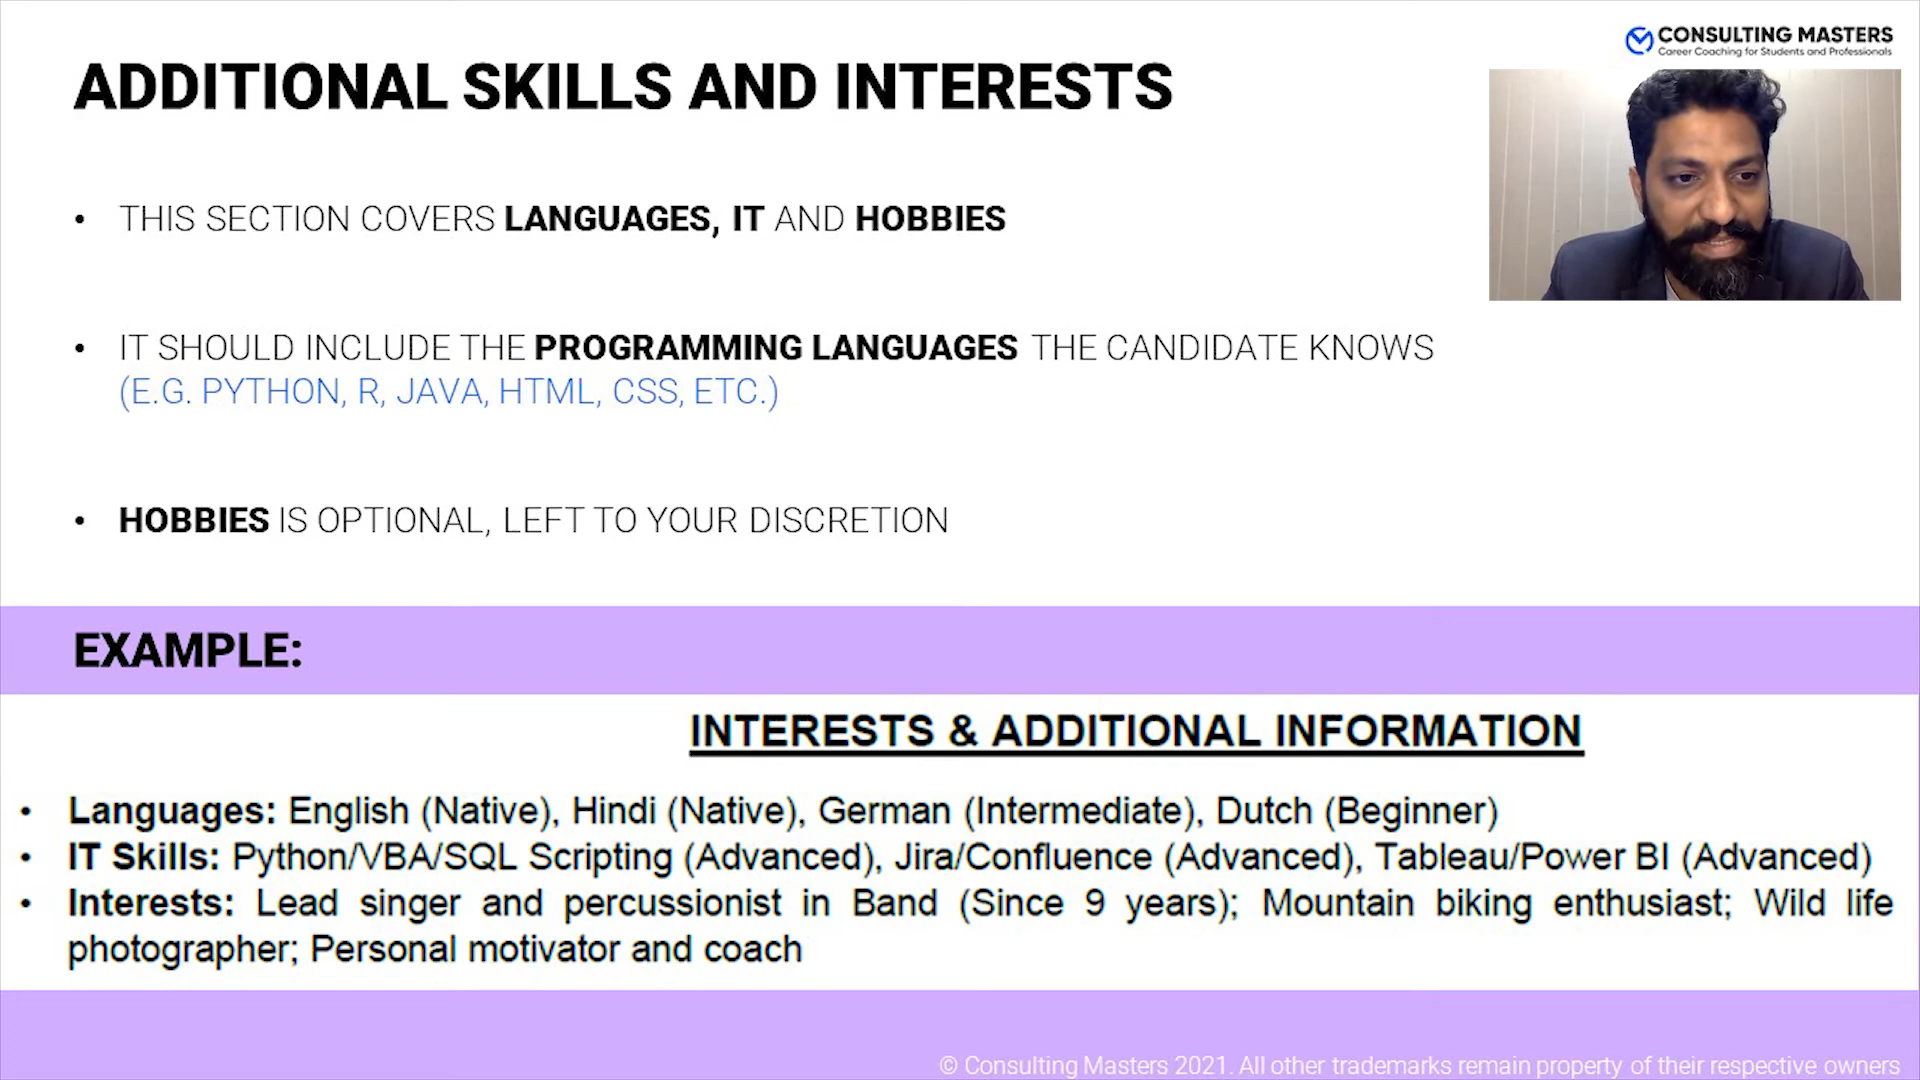 CONSULTING MASTERS
Career Coaching for Students and Professionals
ADDITIONAL SKILLS AND INTERESTS
• THIS SECTION COVERS LANGUAGES, IT AND HOBBIES
• IT SHOULD INCLUDE THE PROGRAMMING LANGUAGES THE CANDIDATE KNOWS
(E.G. PYTHON, R, JAVA, HTML, CSS, ETC.)
• HOBBIES IS OPTIONAL, LEFT TO YOUR DISCRETION
EXAMPLE:
INTERESTS & ADDITIONAL INFORMATION
• Languages: English (Native), Hindi (Native), German (Intermediate), Dutch (Beginner)
• IT Skills: Python/VBA/SQL Scripting (Advanced), Jira/Confluence (Advanced), Tableau/Power BI (Advanced)
• Interests: Lead singer and percussionist in Band (Since 9 years); Mountain biking enthusiast; Wild life
photographer; Personal motivator and coach
© Consulting Masters 2021. All other trademarks remain property of their respective owners